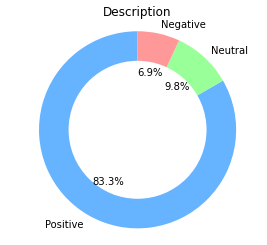 Description
Negative
Neutral
6.9%
9.8%
83.3%
Positive